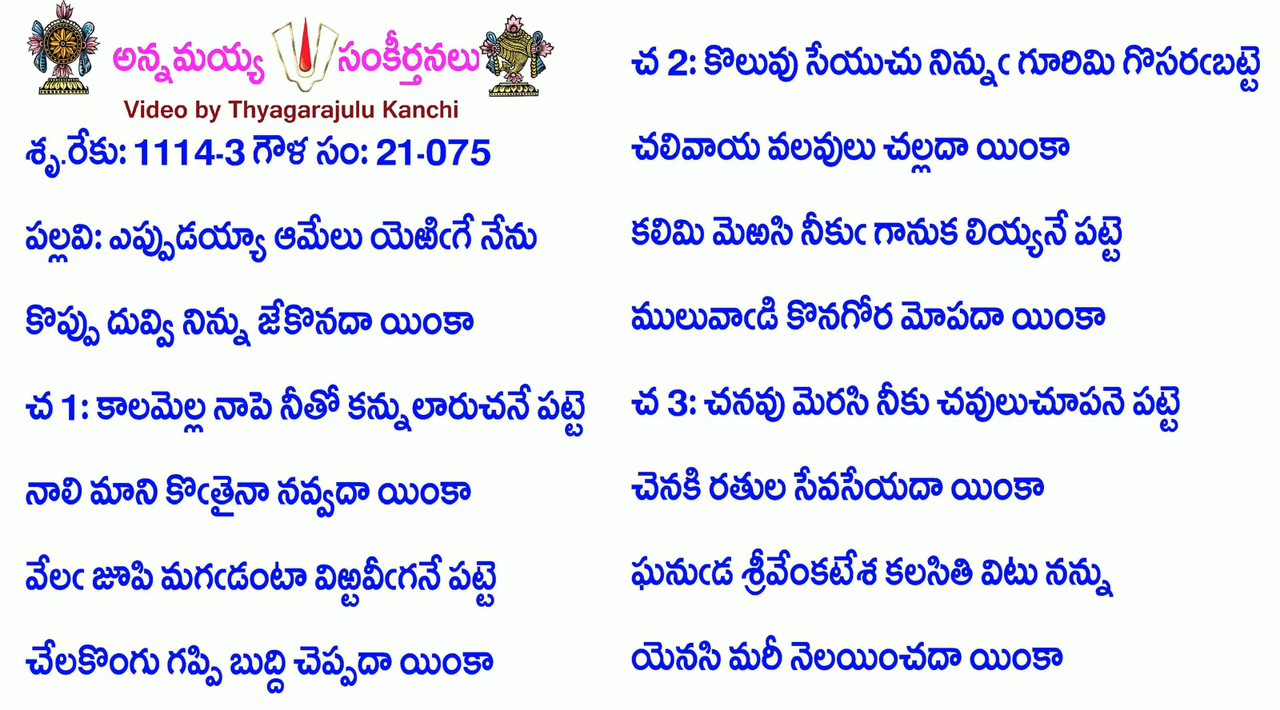 అన్నమయ్య సంకీర్తనలు
Video by Thyagarajulu Kanchi
శృ.రేకు: 1114-3 గౌళ సం: 21-075
పల్లవి: ఎప్పుడయ్యా ఆమేలు యెఱిఁగే నేను
కొప్పు దువ్వి నిన్ను జేకొనదా యింకా
చ 1: కాలమెల్ల నాపె నీతో కన్నులారుచనే పట్టె
నాలి మాని కొఁతైనా నవ్వదా యింకా
వేలఁ జూపి మగఁడంటా విఱ్ఱవీఁగనే పట్టె
చేలకొంగు గప్పి బుద్ది చెప్పదా యింకా
చ 2: కొలువు సేయుచు నిన్నుఁ గూరిమి గొసరఁబట్టె
చలివాయ వలవులు చల్లదా యింకా
కలిమి మెఱసి నీకుఁ గానుక లియ్యనే పట్టె
ములువాఁడి కొనగోర మోపదా యింకా
చ 3: చనవు మెరసి నీకు చవులుచూపనె పట్టె
చెనకి రతుల సేవసేయదా యింకా
ఘనుఁడ శ్రీవేంకటేశ కలసితి విటు నన్ను
యెనసి మరీ నెలయించదా యింకా